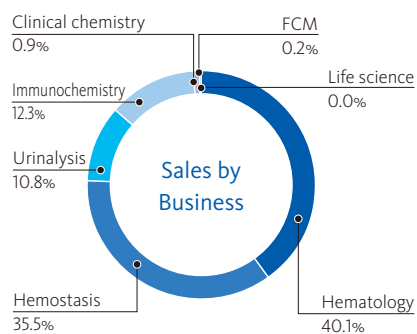 Clinical chemistry
0.9%
FCM
0.2%
Life science
0.0%
Immunochemistry
12.3%
Urinalysis
10.8%
Sales by
Business
Hemostasis
35.5%
Hematology
40.1%